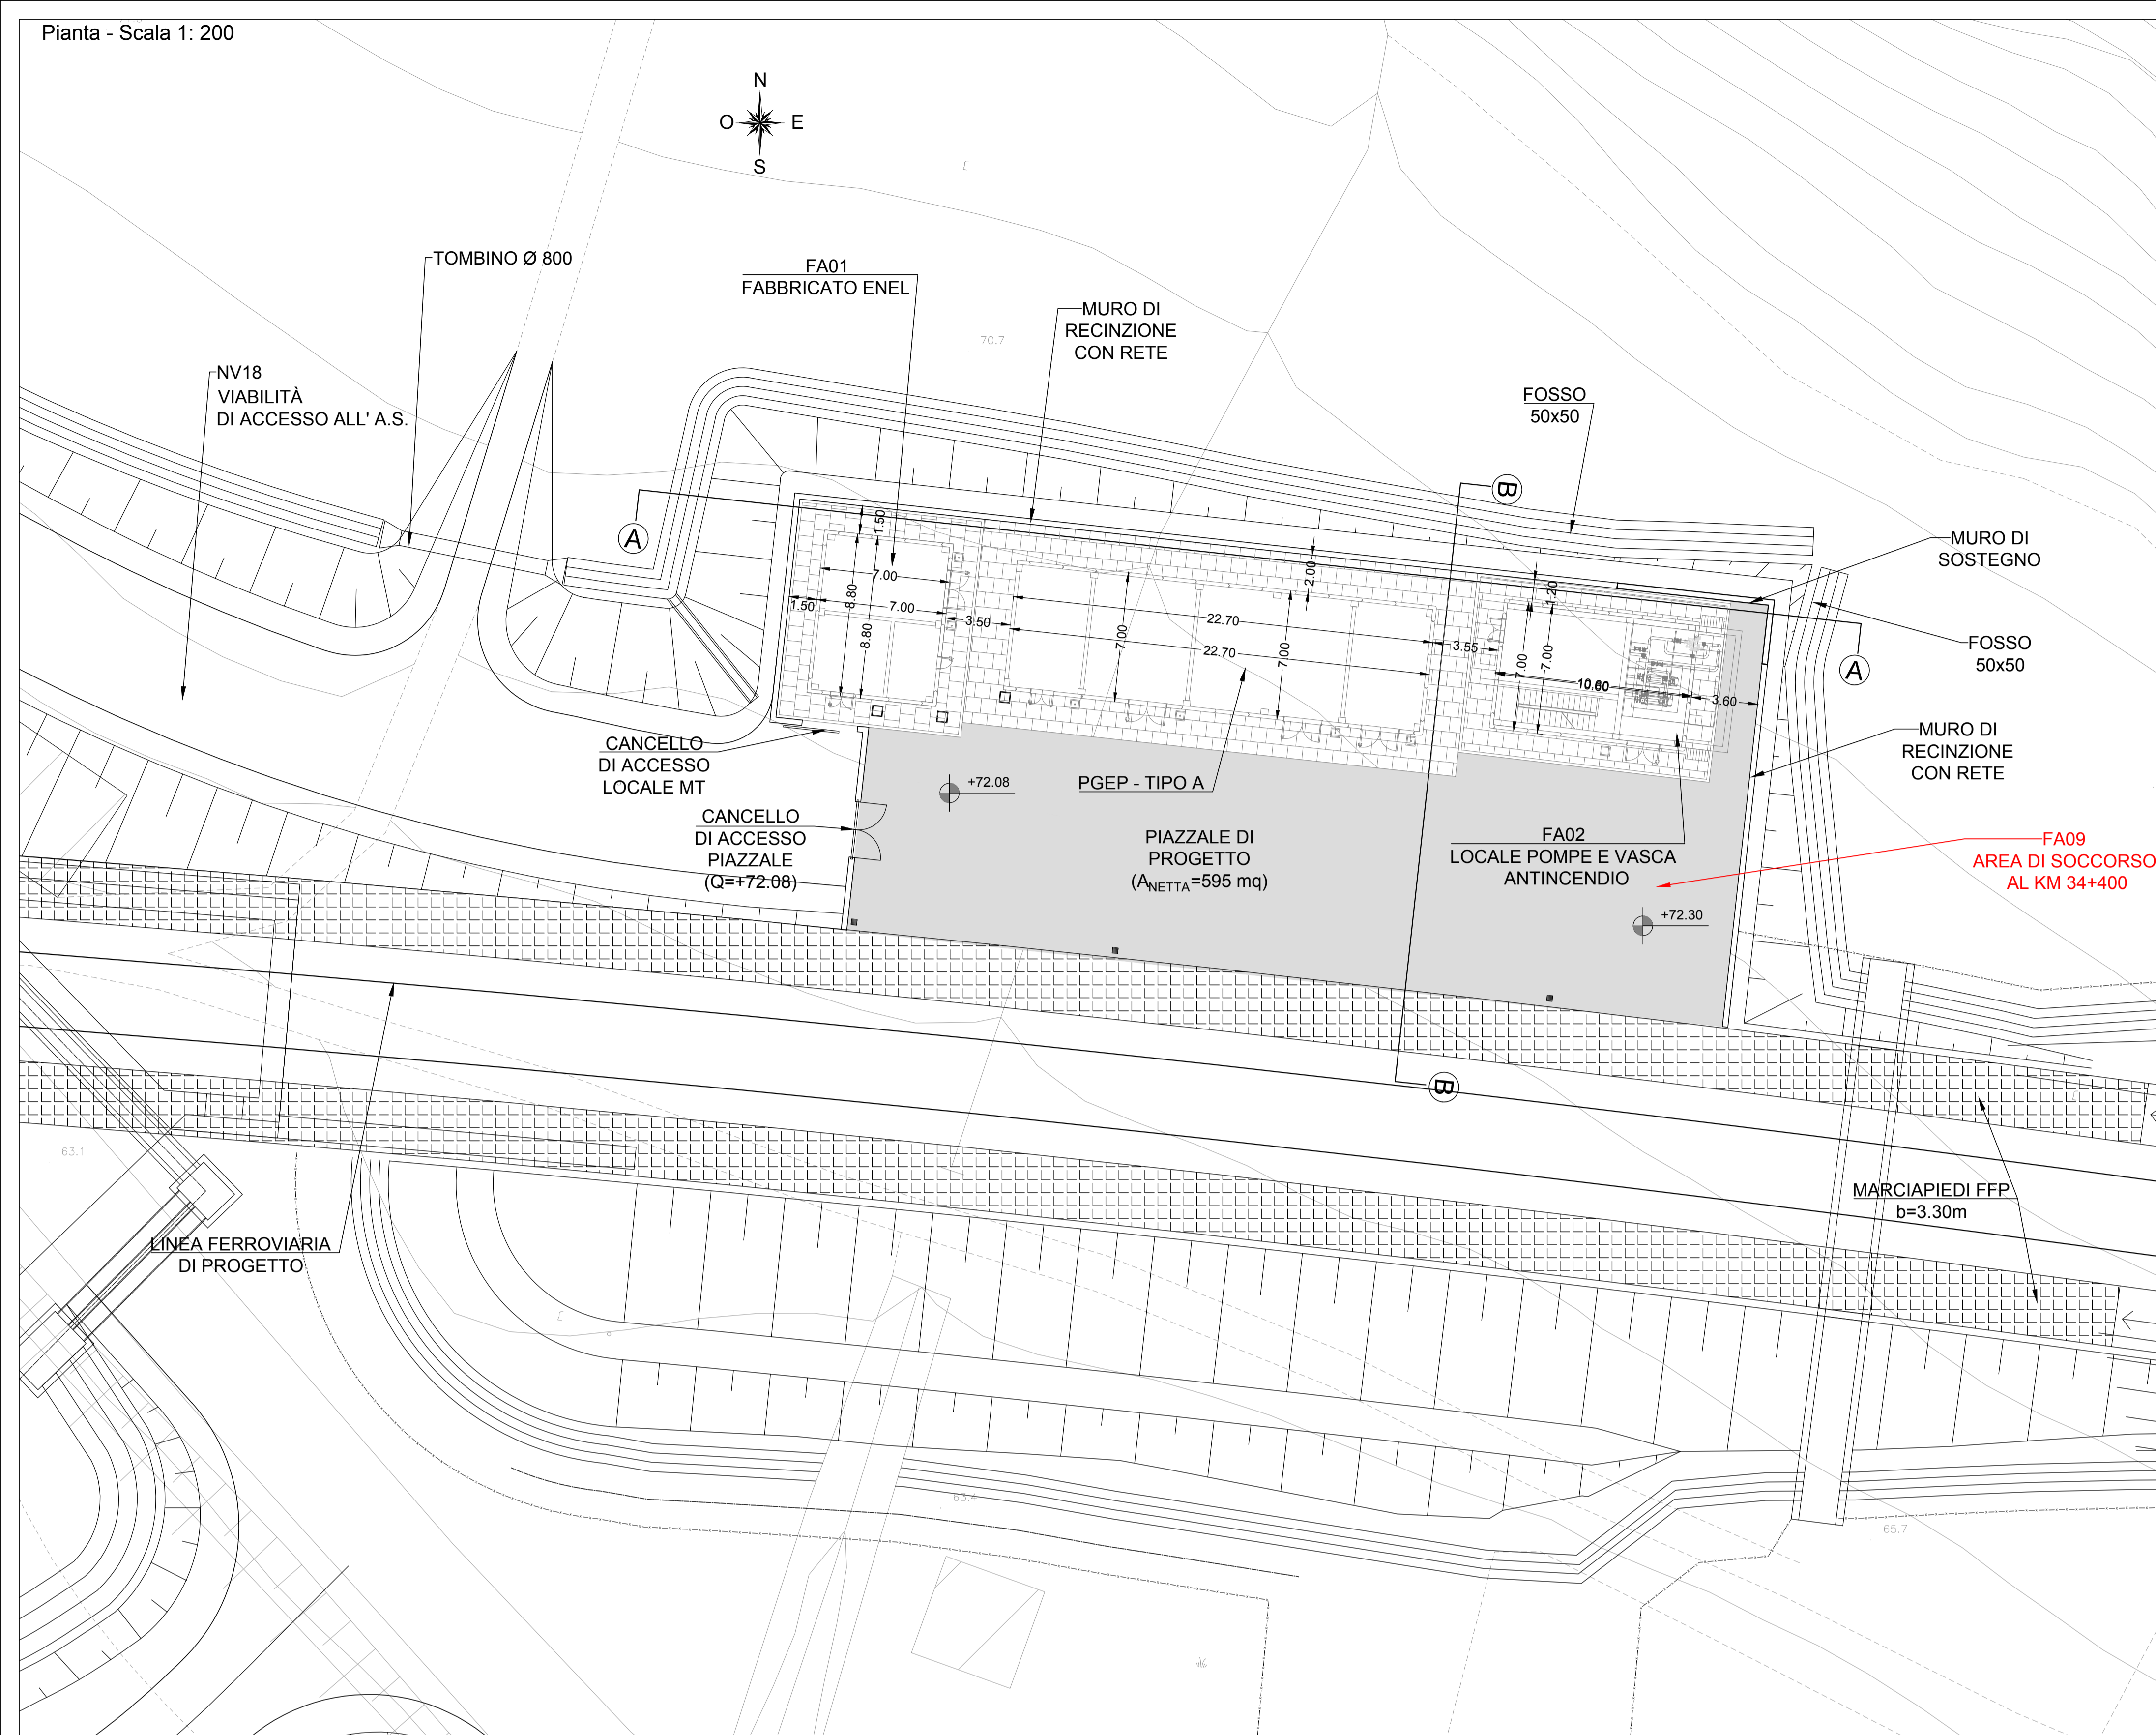 Pianta - Scala 1: 200
N
O
E
S
TOMBINO Ø 800
FA01
FABBRICATO ENEL
MURO DI
RECINZIONE
CON RETE
70.7
NV18
VIABILITÀ
DI ACCESSO ALL' A.S.
FOSSO
50x50
B
A
MURO DI
SOSTEGNO
FOSSO
50x50
A
1.50
7.00
8.80
1.50
7.00
8.80
3.50
22.70
22.70
7.00
2.00
7.00
3.55
1.20
7.00
7.00
10.60
3.60
MURO DI
RECINZIONE
CON RETE
CANCELLO
DI ACCESSO
LOCALE MT
CANCELLO
DI ACCESSO
PIAZZALE
(Q=+72.08)
+72.08
PGEP - TIPO A
PIAZZALE DI
PROGETTO
(ANETTA=595 mq)
FA02
LOCALE POMPE E VASCA
ANTINCENDIO
FA09
AREA DI SOCCORSO
AL KM 34+400
+72.30
B
63.1
LINEA FERROVIARIA
DI PROGETTO
MARCIAPIEDI FFP
b=3.30m
63.4
65.7